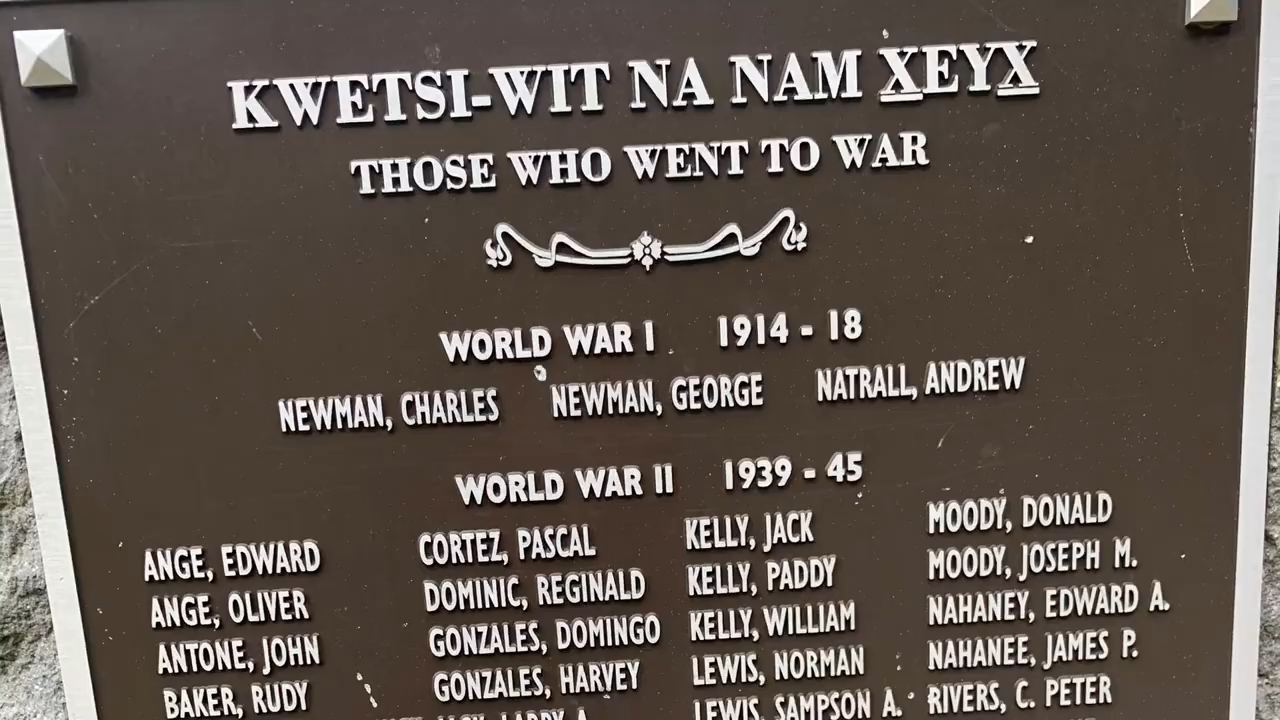 KWETSI-WIT NA NAM X̲EYX̲
THOSE WHO WENT TO WAR
WORLD WAR I 1914 - 18
NEWMAN, CHARLES NEWMAN, GEORGE NATRALL, ANDREW
WORLD WAR II 1939 - 45
ANGE, EDWARD CORTEZ, PASCAL KELLY, JACK MOODY, DONALD
ANGE, OLIVER DOMINIC, REGINALD KELLY, PADDY MOODY, JOSEPH M.
ANTONE, JOHN GONZALES, DOMINGO KELLY, WILLIAM NAHANEY, EDWARD A.
BAKER, RUDY GONZALES, HARVEY LEWIS, NORMAN NAHANEE, JAMES P.
LEWIS, SAMPSON A. RIVERS, C. PETER